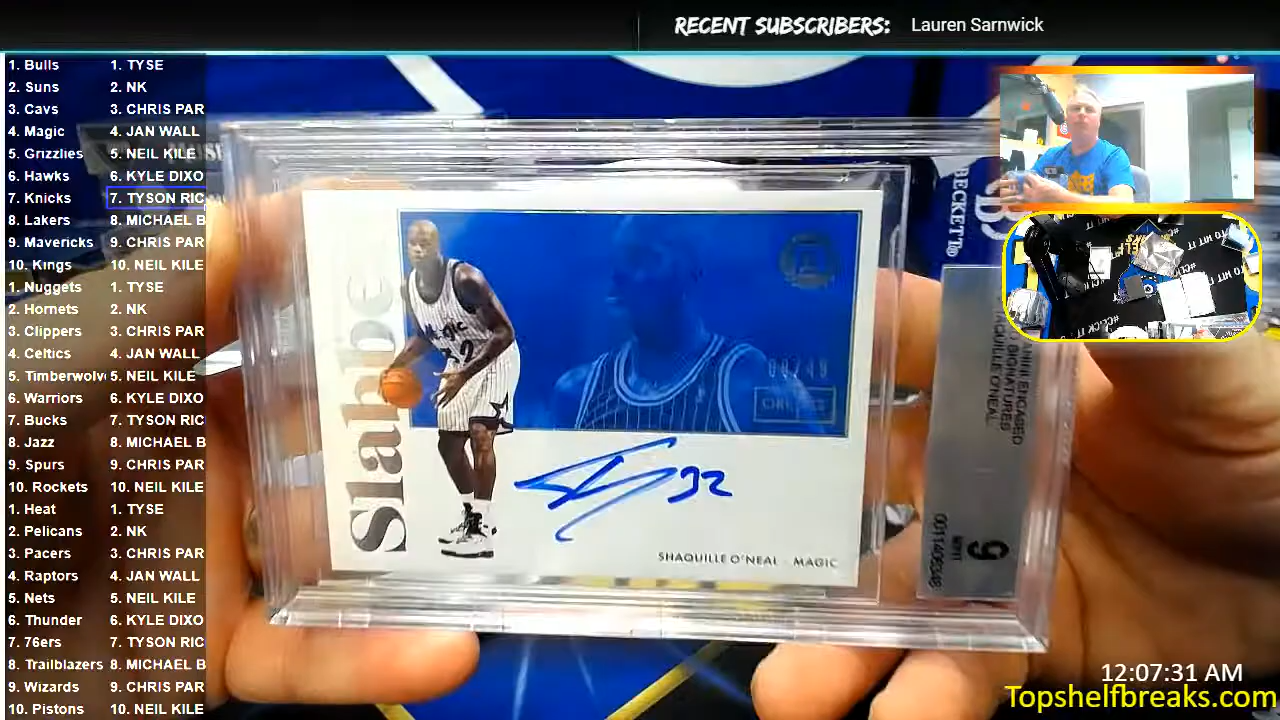 RECENT SUBSCRIBERS: Lauren Sarnwick
1. Bulls 1. TYSE
2. Suns 2. NK
3. Cavs 3. CHRIS PAR
4. Magic 4. JAN WALL
5. Grizzlies 5. NEIL KILE
6. Hawks 6. KYLE DIXO
7. Knicks 7. TYSON RIC
8. Lakers 8. MICHAEL B
9. Mavericks 9. CHRIS PAR
10. Kings 10. NEIL KILE
1. Nuggets 1. TYSE
2. Hornets 2. NK
3. Clippers 3. CHRIS PAR
4. Celtics 4. JAN WALL
5. Timberwolv 5. NEIL KILE
6. Warriors 6. KYLE DIXO
7. Bucks 7. TYSON RIC
8. Jazz 8. MICHAEL B
9. Spurs 9. CHRIS PAR
10. Rockets 10. NEIL KILE
1. Heat 1. TYSE
2. Pelicans 2. NK
3. Pacers 3. CHRIS PAR
4. Raptors 4. JAN WALL
5. Nets 5. NEIL KILE
6. Thunder 6. KYLE DIXO
7. 76ers 7. TYSON RIC
8. Trailblazers 8. MICHAEL B
9. Wizards 9. CHRIS PAR
10. Pistons 10. NEIL KILE
Slabbe
Magic
32
32
SHAQUILLE O'NEAL - MAGIC
BECKETT
SIGNATURES
O'NEAL
MINT
9
12:07:31 AM
Topshelfbreaks.com